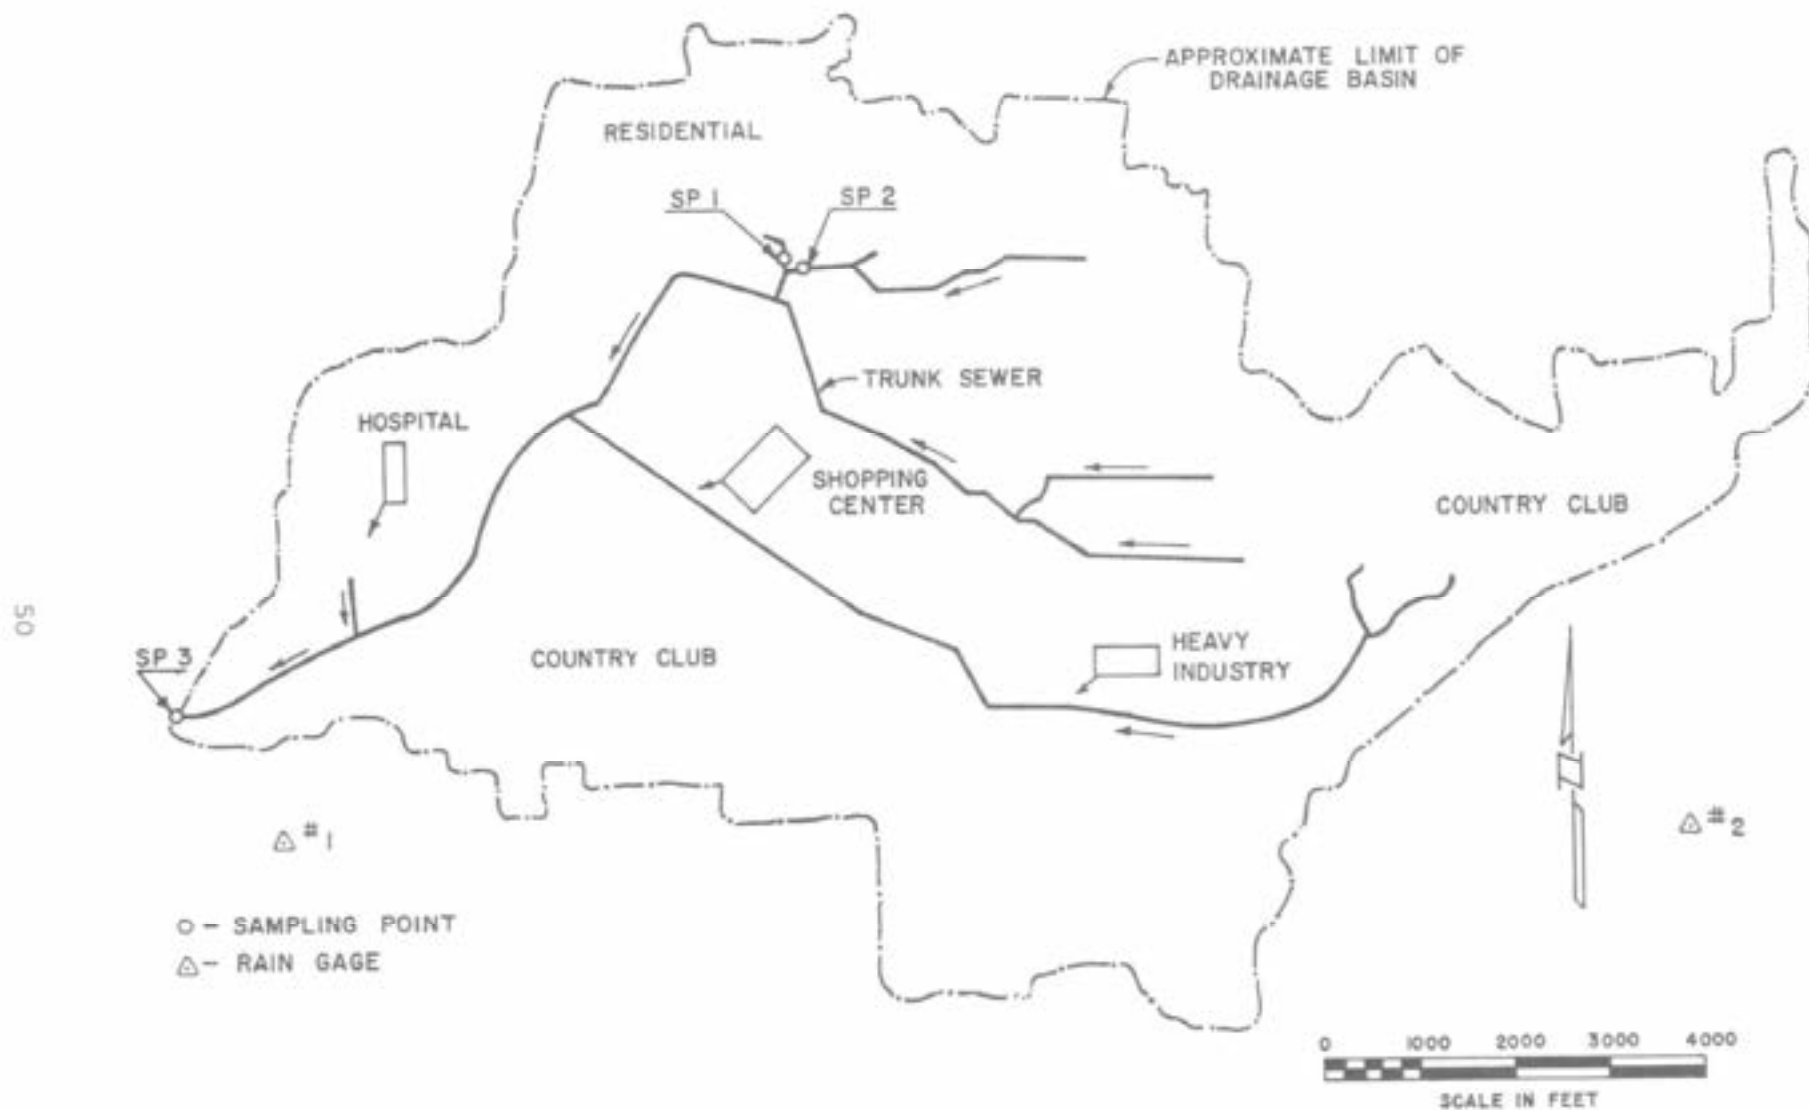 APPROXIMATE LIMIT OF
DRAINAGE BASIN
RESIDENTIAL
SP 1
SP 2
TRUNK SEWER
HOSPITAL
SHOPPING
CENTER
COUNTRY CLUB
50
SP 3
COUNTRY CLUB
HEAVY
INDUSTRY
#1
#2
N
O - SAMPLING POINT
△ - RAIN GAGE
0 1000 2000 3000 4000
SCALE IN FEET